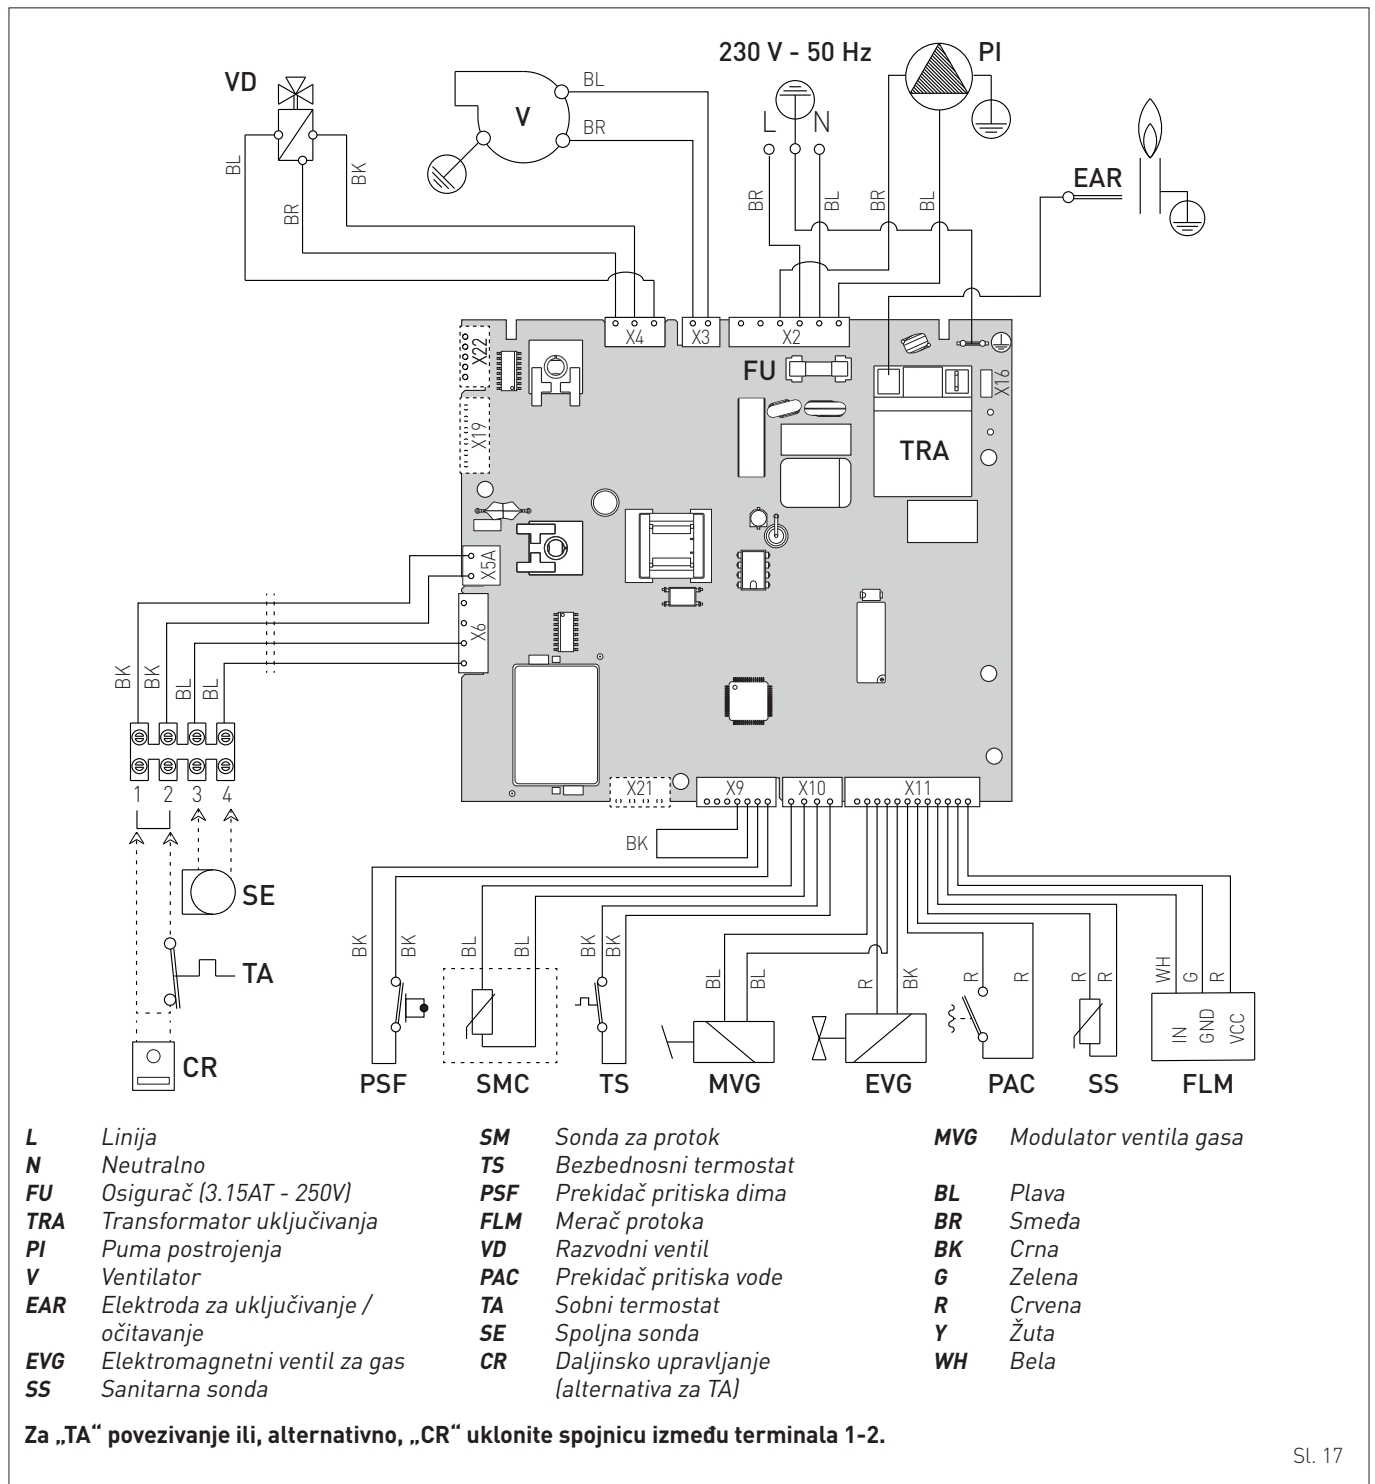 230 V - 50 Hz
PI
VD
BL
V
BR
L
N
EAR
BL
BK
BR
BR
BL
BR
BL
X4
X3
X2
X22
FU
X16
X19
TRA
X5A
X6
BK
BK
BL
BL
1
2
3
4
X21
X9
X10
X11
BK
SE
TA
CR
BK
BK
BL
BL
BK
BK
BL
BL
R
BK
R
R
R
R
WH
G
R
IN
GND
VCC
PSF
SMC
TS
MVG
EVG
PAC
SS
FLM
L Linija
N Neutralno
FU Osigurač (3.15AT - 250V)
TRA Transformator uključivanja
PI Puma postrojenja
V Ventilator
EAR Elektroda za uključivanje /
očitavanje
EVG Elektromagnetni ventil za gas
SS Sanitarna sonda
SM Sonda za protok
TS Bezbednosni termostat
PSF Prekidač pritiska dima
FLM Merač protoka
VD Razvodni ventil
PAC Prekidač pritiska vode
TA Sobni termostat
SE Spoljna sonda
CR Daljinsko upravljanje
(alternativa za TA)
MVG Modulator ventila gasa
BL Plava
BR Smeđa
BK Crna
G Zelena
R Crvena
Y Žuta
WH Bela
Za „TA“ povezivanje ili, alternativno, „CR“ uklonite spojnicu između terminala 1-2.
Sl. 17